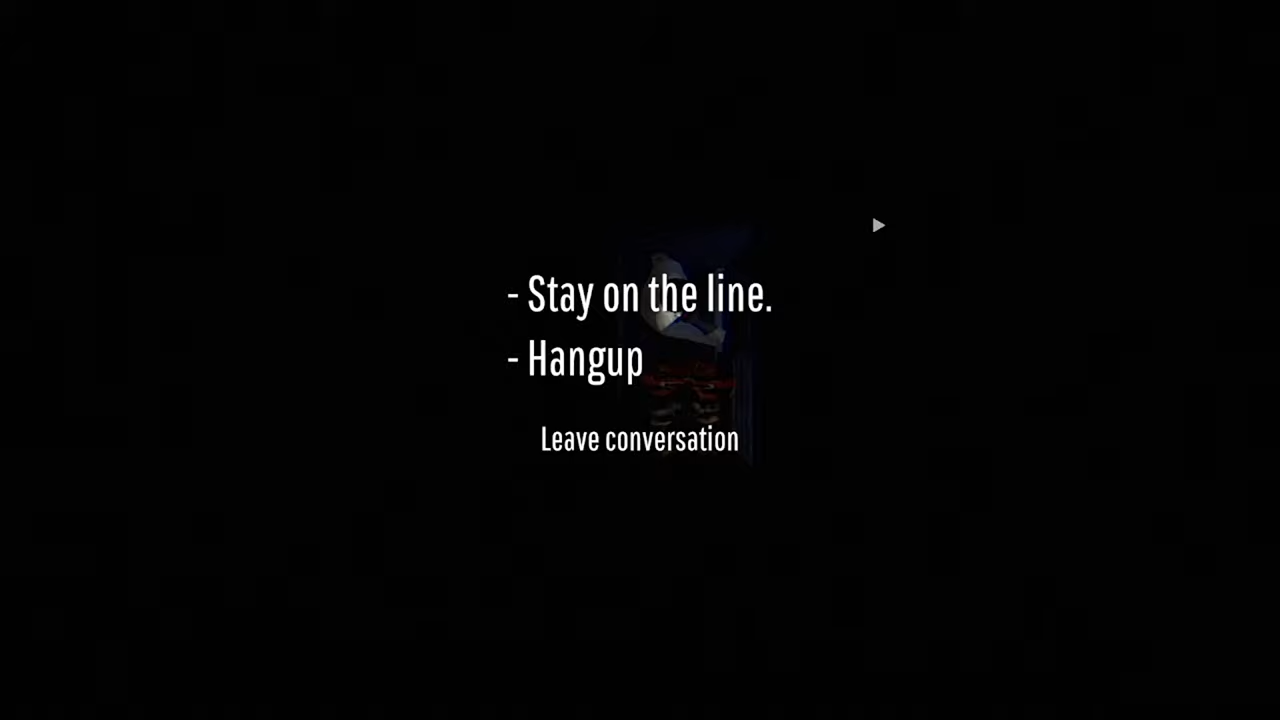 - Stay on the line.
- Hangup
Leave conversation